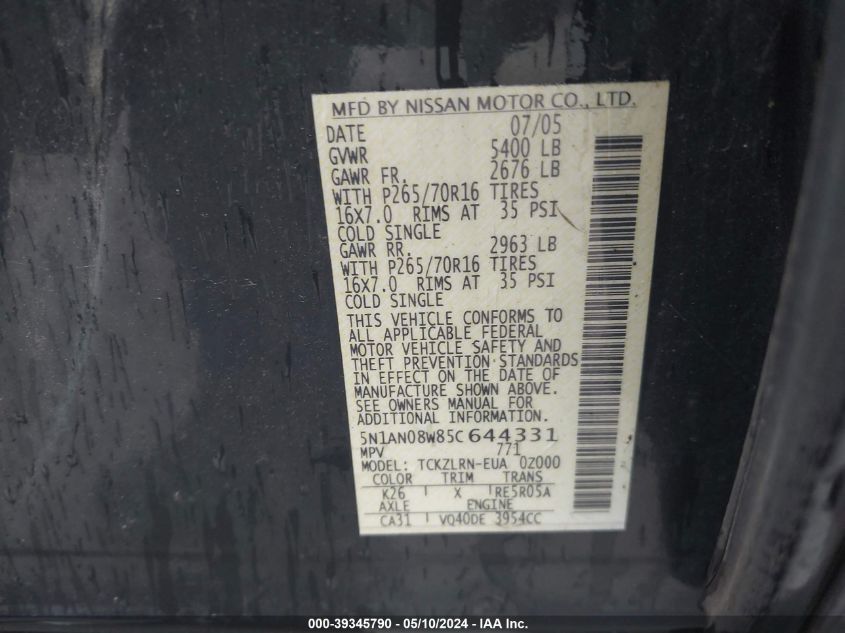 MFD BY NISSAN MOTOR CO., LTD.
DATE 07/05
GVWR 5400 LB
GAWR FR. 2676 LB
WITH P265/70R16 TIRES
16X7.0 RIMS AT 35 PSI
COLD SINGLE
GAWR RR. 2963 LB
WITH P265/70R16 TIRES
16X7.0 RIMS AT 35 PSI
COLD SINGLE
THIS VEHICLE CONFORMS TO
ALL APPLICABLE FEDERAL
MOTOR VEHICLE SAFETY AND
THEFT PREVENTION STANDARDS
IN EFFECT ON THE DATE OF
MANUFACTURE SHOWN ABOVE.
SEE OWNERS MANUAL FOR
ADDITIONAL INFORMATION.
5N1AN08W85C644331
MPV 771
MODEL: TCKZLRN-EUA 0Z000
COLOR TRIM TRANS
K26 X RE5R05A
AXLE ENGINE
CA31 VQ40DE 3954CC
000-39345790 - 05/10/2024 - IAA Inc.